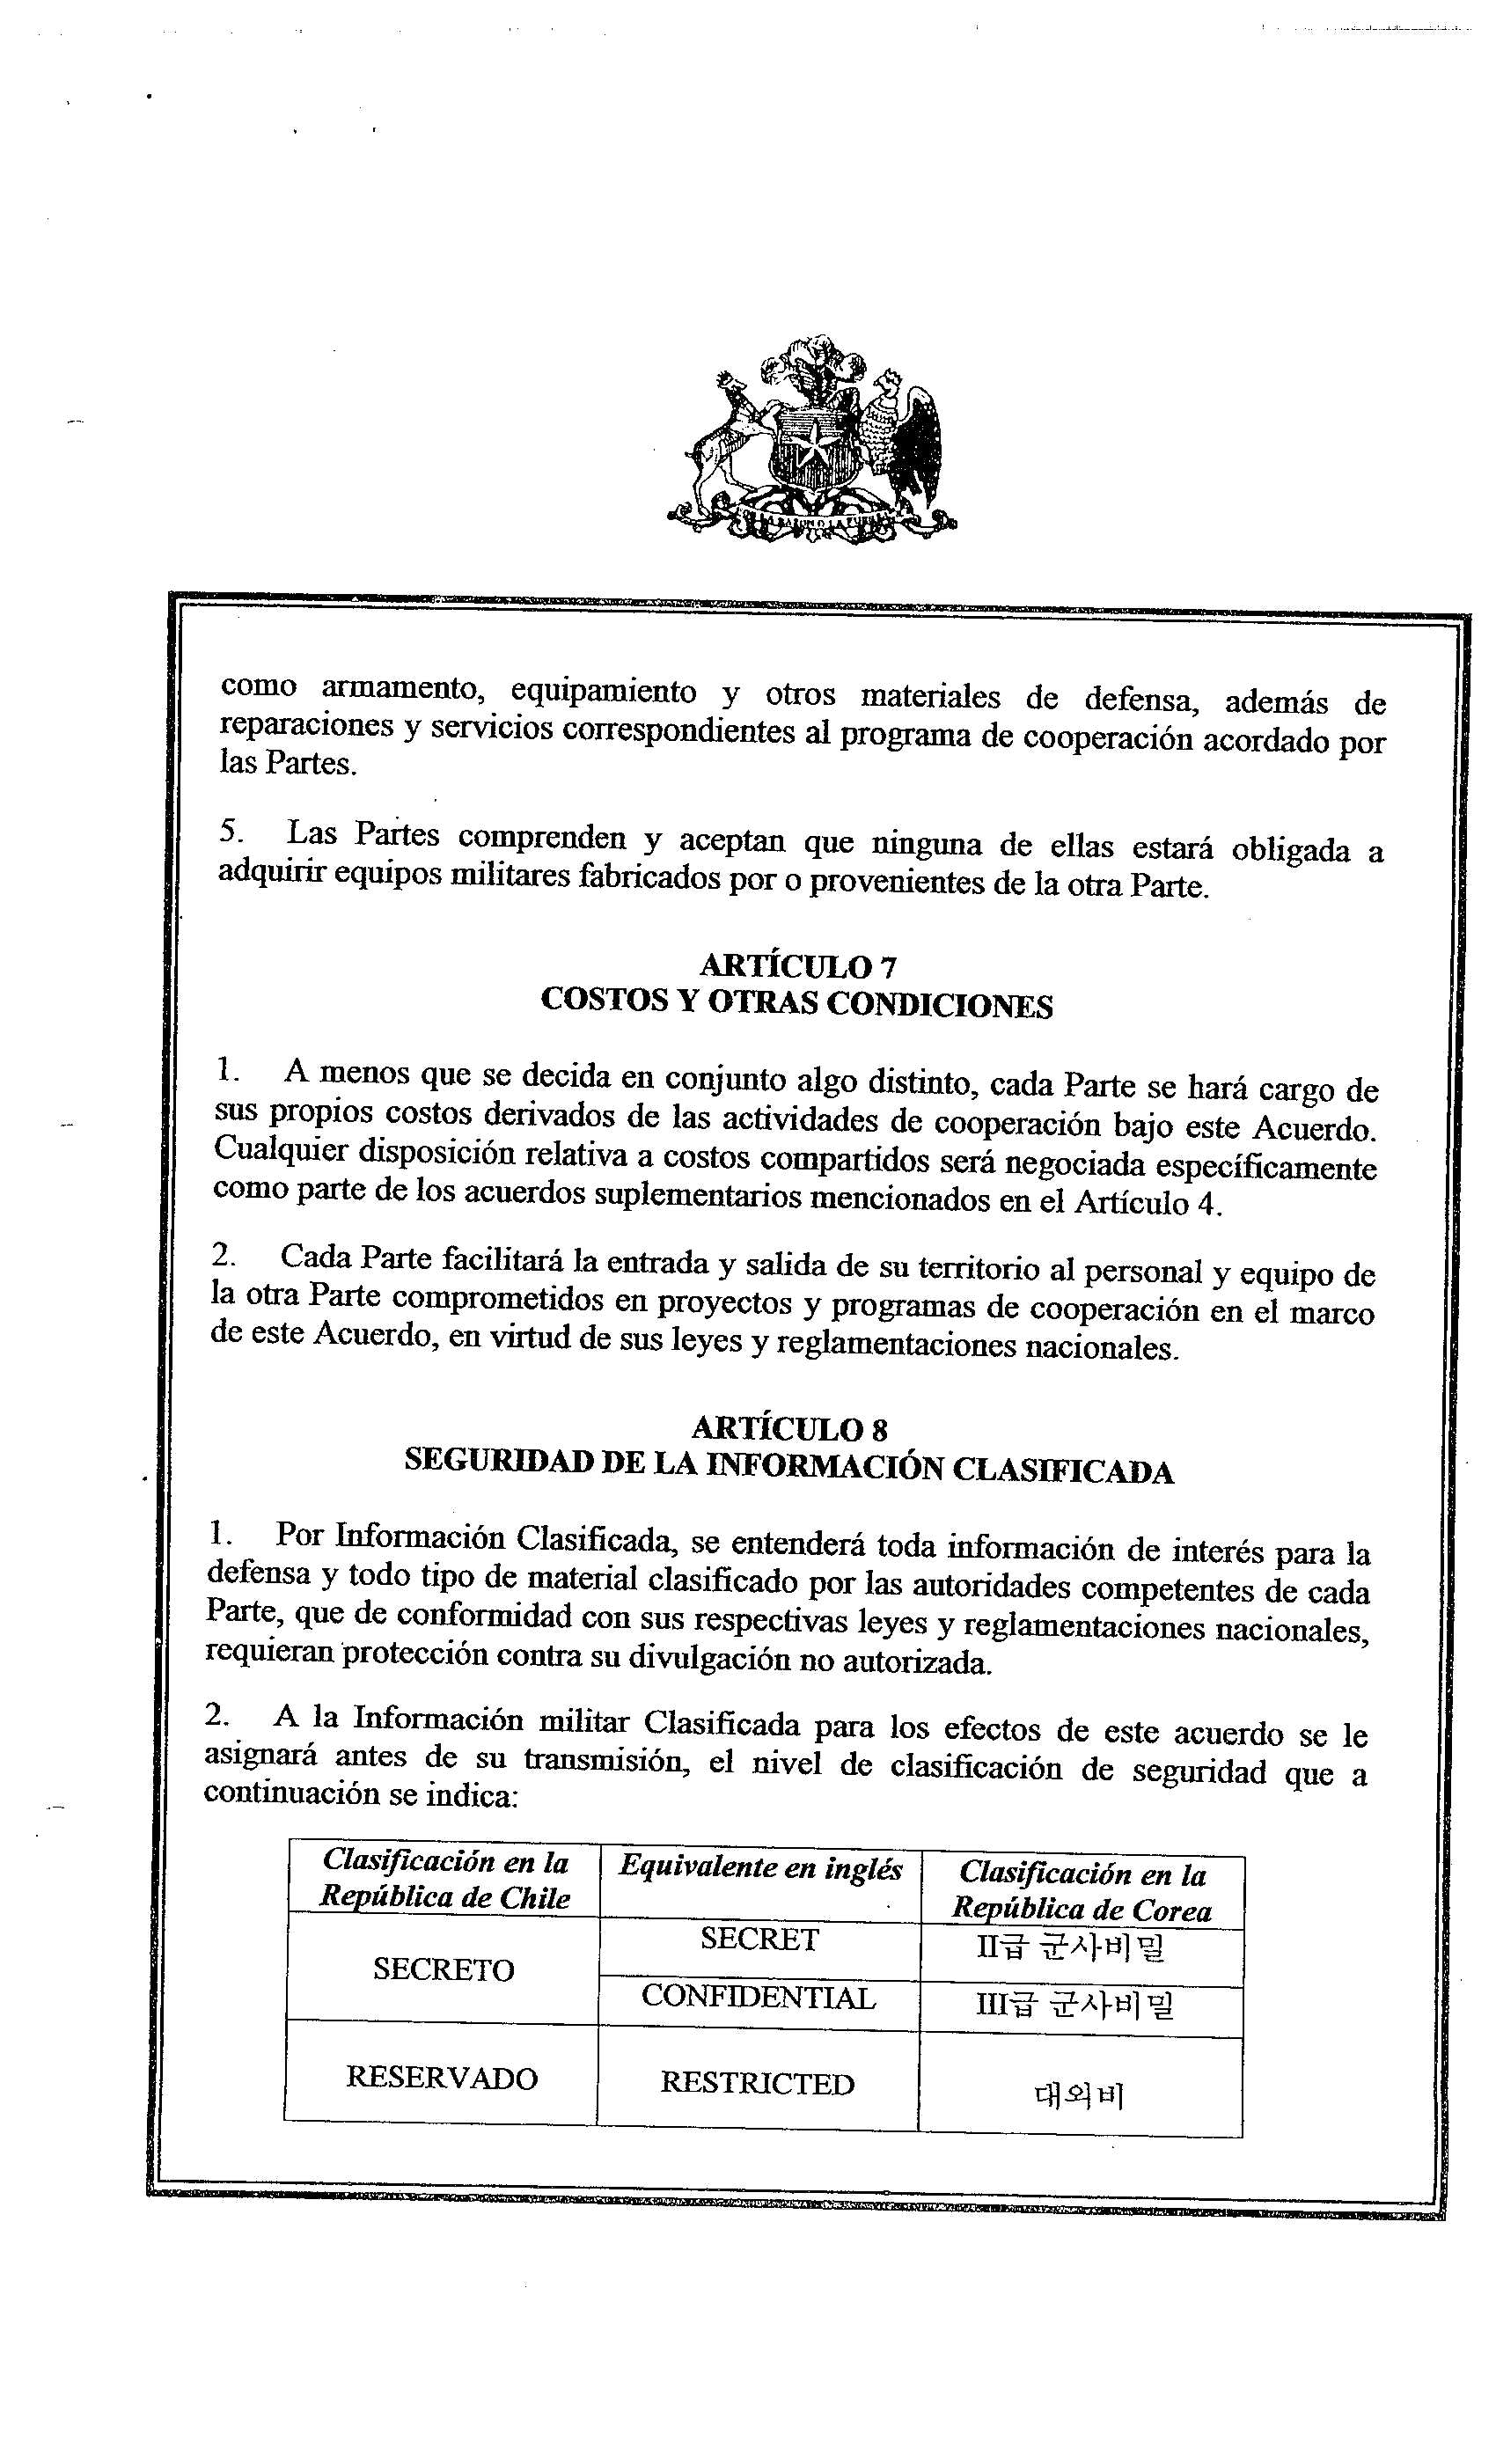 POR LA RAZON O LA FUERZA
como armamento, equipamiento y otros materiales de defensa, además de
reparaciones y servicios correspondientes al programa de cooperación acordado por
las Partes.
5. Las Partes comprenden y aceptan que ninguna de ellas estará obligada a
adquirir equipos militares fabricados por o provenientes de la otra Parte.
ARTÍCULO 7
COSTOS Y OTRAS CONDICIONES
1. A menos que se decida en conjunto algo distinto, cada Parte se hará cargo de
sus propios costos derivados de las actividades de cooperación bajo este Acuerdo.
Cualquier disposición relativa a costos compartidos será negociada específicamente
como parte de los acuerdos suplementarios mencionados en el Artículo 4.
2. Cada Parte facilitará la entrada y salida de su territorio al personal y equipo de
la otra Parte comprometidos en proyectos y programas de cooperación en el marco
de este Acuerdo, en virtud de sus leyes y reglamentaciones nacionales.
ARTÍCULO 8
SEGURIDAD DE LA INFORMACIÓN CLASIFICADA
1. Por Información Clasificada, se entenderá toda información de interés para la
defensa y todo tipo de material clasificado por las autoridades competentes de cada
Parte, que de conformidad con sus respectivas leyes y reglamentaciones nacionales,
requieran protección contra su divulgación no autorizada.
2. A la Información militar Clasificada para los efectos de este acuerdo se le
asignará antes de su transmisión, el nivel de clasificación de seguridad que a
continuación se indica:
Clasificación en la República de Chile Equivalente en inglés Clasificación en la República de Corea
SECRETO SECRET II급 군사비밀
CONFIDENTIAL III급 군사비밀
RESERVADO RESTRICTED 대외비